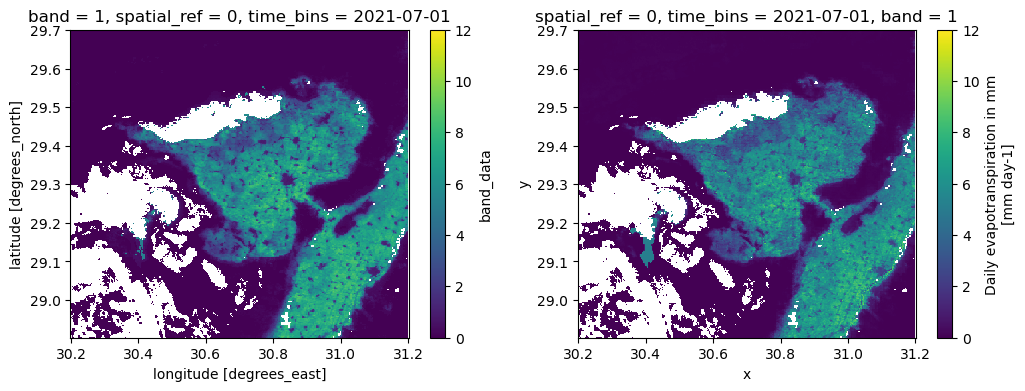 band = 1, spatial_ref = 0, time_bins = 2021-07-01
29.7
29.6
29.5
29.4
29.3
29.2
29.1
29.0
latitude [degrees_north]
30.2 30.4 30.6 30.8 31.0 31.2
longitude [degrees_east]
12
10
8
6
4
2
0
band_data
spatial_ref = 0, time_bins = 2021-07-01, band = 1
29.7
29.6
29.5
29.4
29.3
29.2
29.1
29.0
y
30.2 30.4 30.6 30.8 31.0 31.2
x
12
10
8
6
4
2
0
Daily evapotranspiration in mm
[mm day-1]